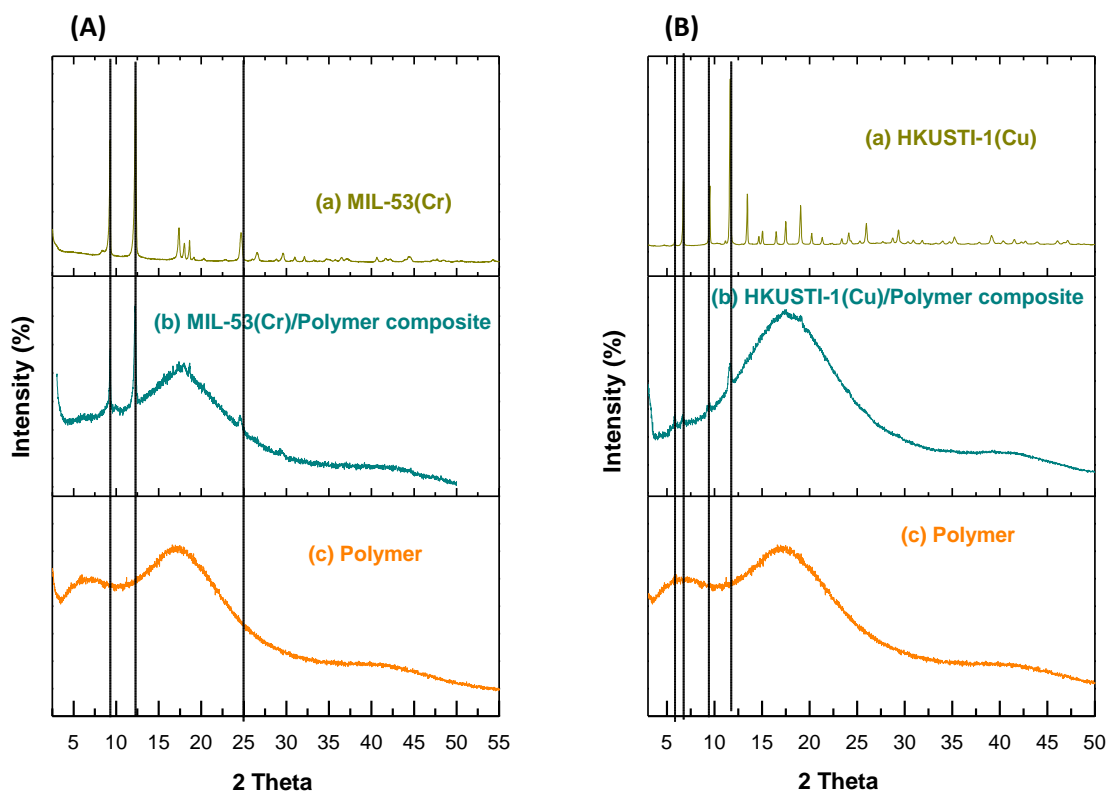 (A)
(a) MIL-53(Cr)
(b) MIL-53(Cr)/Polymer composite
(c) Polymer
Intensity (%)
5 10 15 20 25 30 35 40 45 50 55
2 Theta
(B)
(a) HKUSTI-1(Cu)
(b) HKUSTI-1(Cu)/Polymer composite
(c) Polymer
Intensity (%)
5 10 15 20 25 30 35 40 45 50
2 Theta